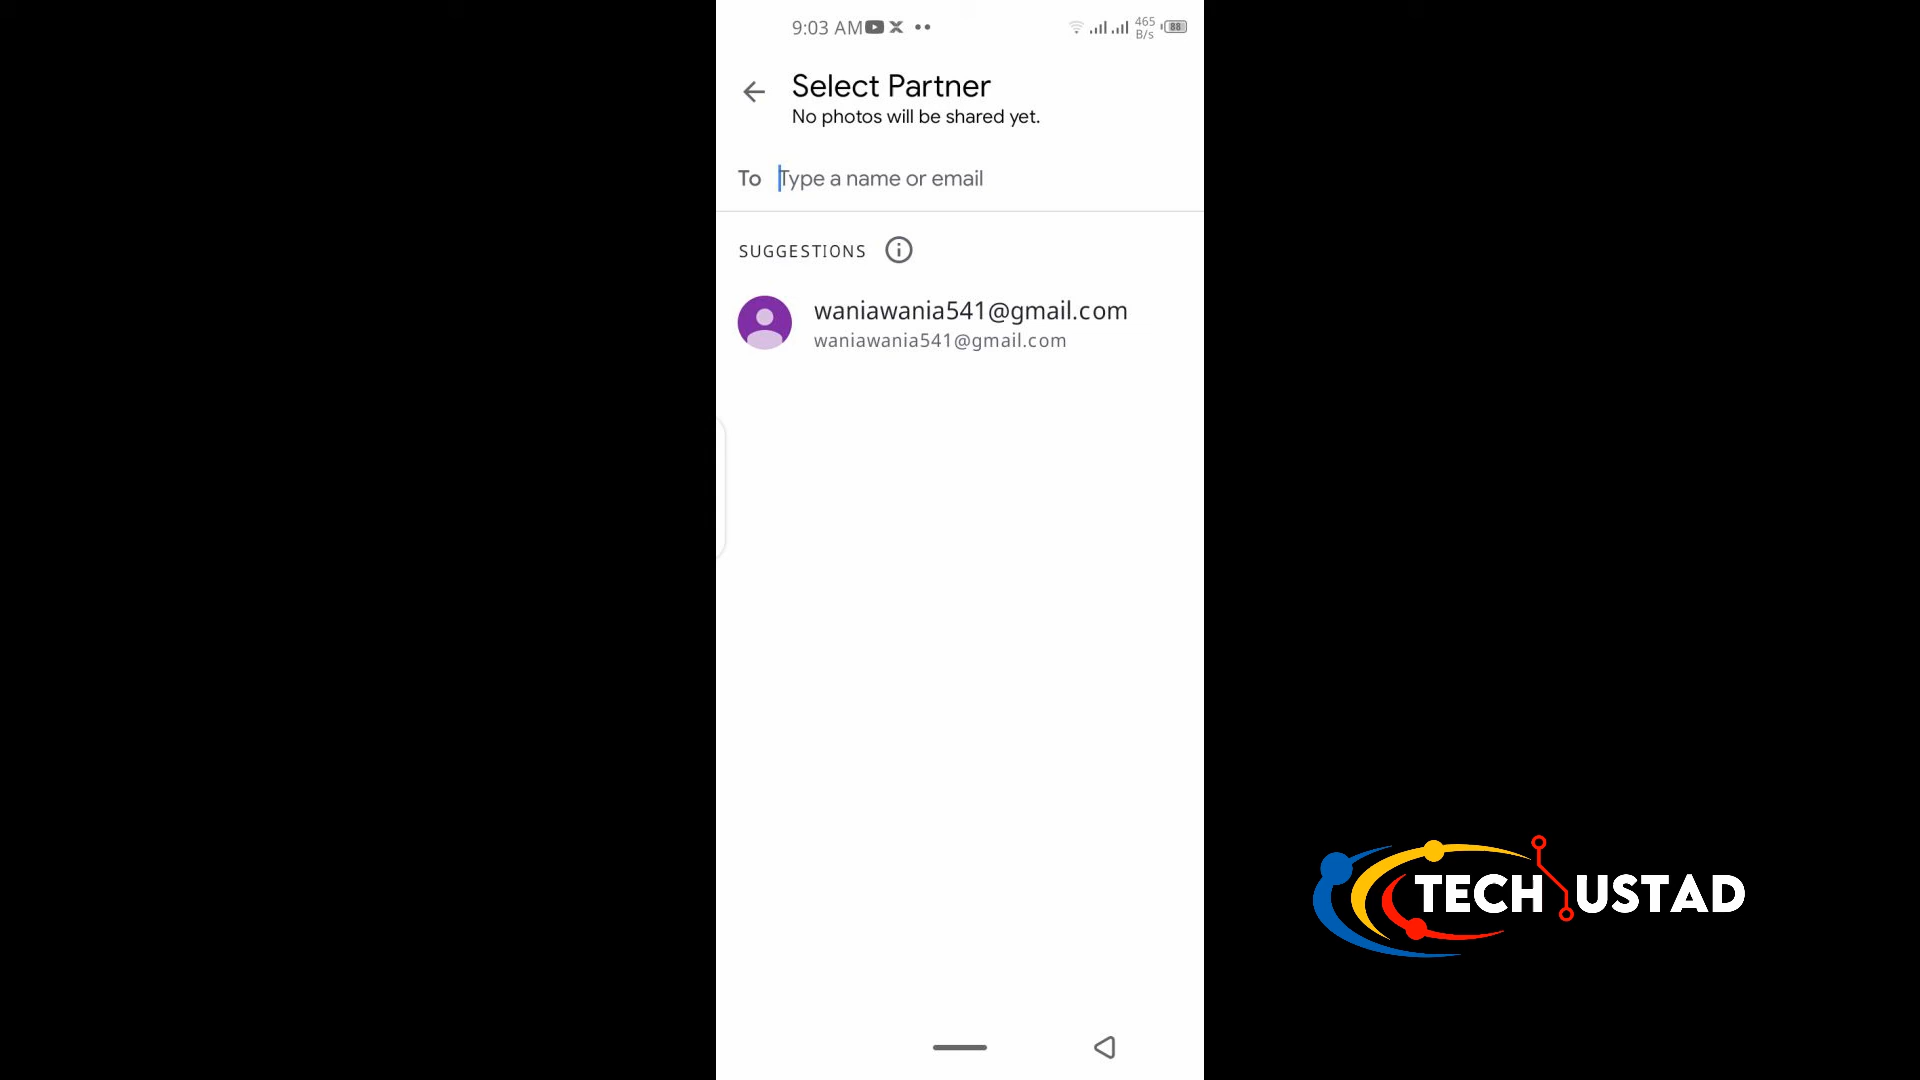 9:03 AM
465
B/s
88
Select Partner
No photos will be shared yet.
To Type a name or email
SUGGESTIONS
waniawania541@gmail.com
waniawania541@gmail.com
TECH USTAD